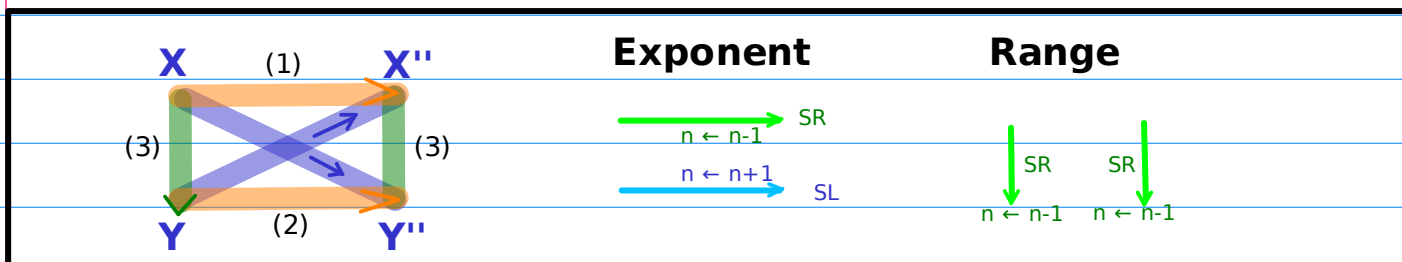 Exponent
Range
X
(1)
X''
(3)
(3)
Y
(2)
Y''
SR
n ← n-1
n ← n+1
SL
SR
SR
n ← n-1
n ← n-1